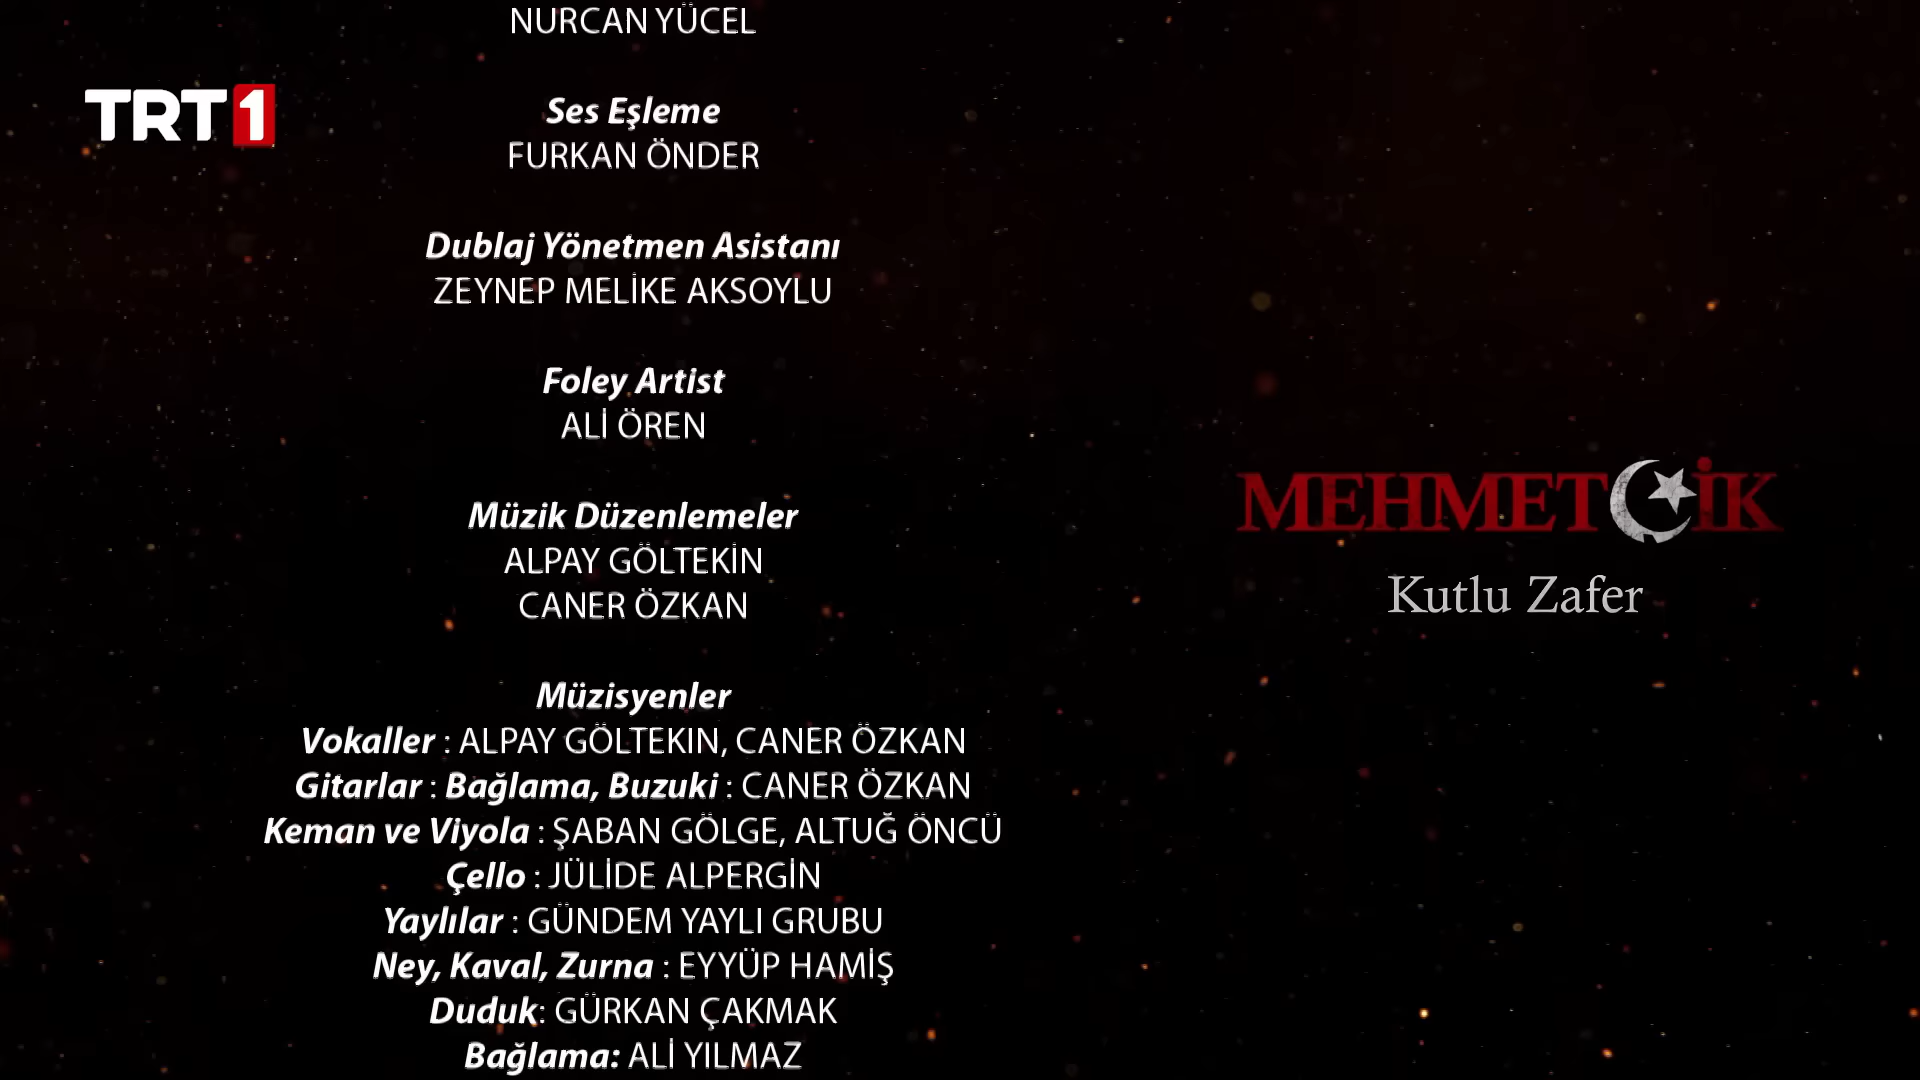 NURCAN YÜCEL
TRT 1
Ses Eşleme
FURKAN ÖNDER
Dublaj Yönetmen Asistanı
ZEYNEP MELİKE AKSOYLU
Foley Artist
ALİ ÖREN
Müzik Düzenlemeler
ALPAY GÖLTEKİN
CANER ÖZKAN
Müzisyenler
Vokaller : ALPAY GÖLTEKIN, CANER ÖZKAN
Gitarlar : Bağlama, Buzuki : CANER ÖZKAN
Keman ve Viyola : ŞABAN GÖLGE, ALTUĞ ÖNCÜ
Çello : JÜLİDE ALPERGİN
Yaylılar : GÜNDEM YAYLI GRUBU
Ney, Kaval, Zurna : EYYÜP HAMİŞ
Duduk: GÜRKAN ÇAKMAK
Bağlama: ALİ YILMAZ
MEHMETCİK
Kutlu Zafer